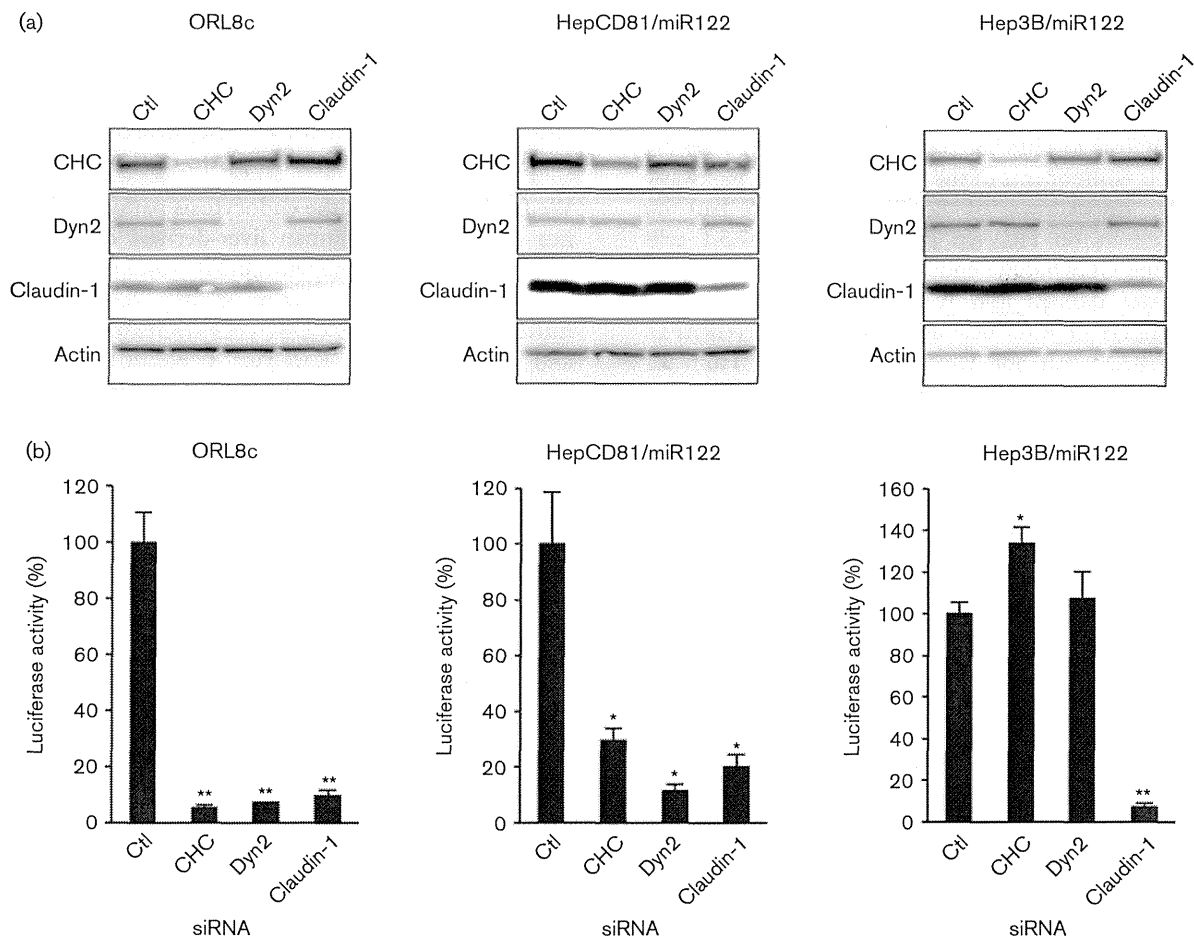 (a)
ORL8c
HepCD81/miR122
Hep3B/miR122
Ctl CHC Dyn2 Claudin-1
Ctl CHC Dyn2 Claudin-1
Ctl CHC Dyn2 Claudin-1
CHC
Dyn2
Claudin-1
Actin
CHC
Dyn2
Claudin-1
Actin
CHC
Dyn2
Claudin-1
Actin
(b)
ORL8c
Luciferase activity (%)
120
100
80
60
40
20
0
** ** **
Ctl CHC Dyn2 Claudin-1
siRNA
HepCD81/miR122
Luciferase activity (%)
120
100
80
60
40
20
0
* * *
Ctl CHC Dyn2 Claudin-1
siRNA
Hep3B/miR122
Luciferase activity (%)
160
140
120
100
80
60
40
20
0
* **
Ctl CHC Dyn2 Claudin-1
siRNA